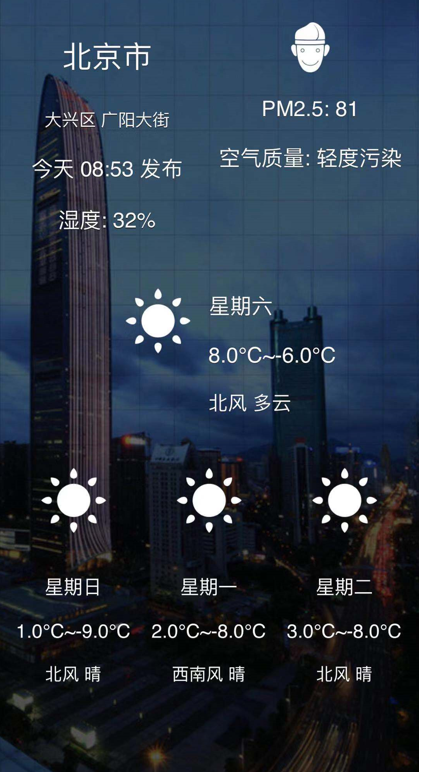 北京市
大兴区 广阳大街
今天 08:53 发布
湿度: 32%
PM2.5: 81
空气质量: 轻度污染
星期六
8.0°C~-6.0°C
北风 多云
星期日
1.0°C~-9.0°C
北风 晴
星期一
2.0°C~-8.0°C
西南风 晴
星期二
3.0°C~-8.0°C
北风 晴